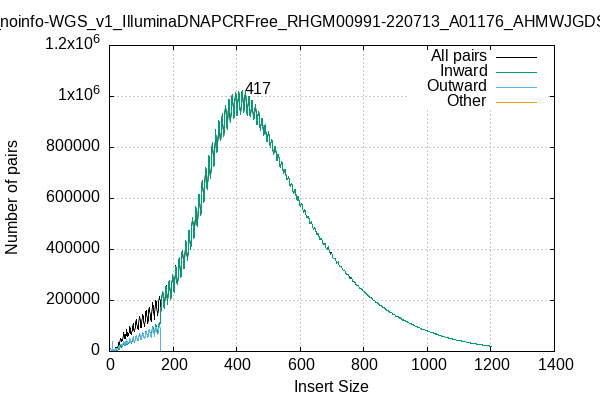 _noinfo-WGS_v1_IlluminaDNAPCRFree_RHGM00991-220713_A01176_AHMWJGDS
1.2x10^6
1x10^6
800000
600000
400000
200000
0
Number of pairs
417
All pairs
Inward
Outward
Other
0 200 400 600 800 1000 1200 1400
Insert Size